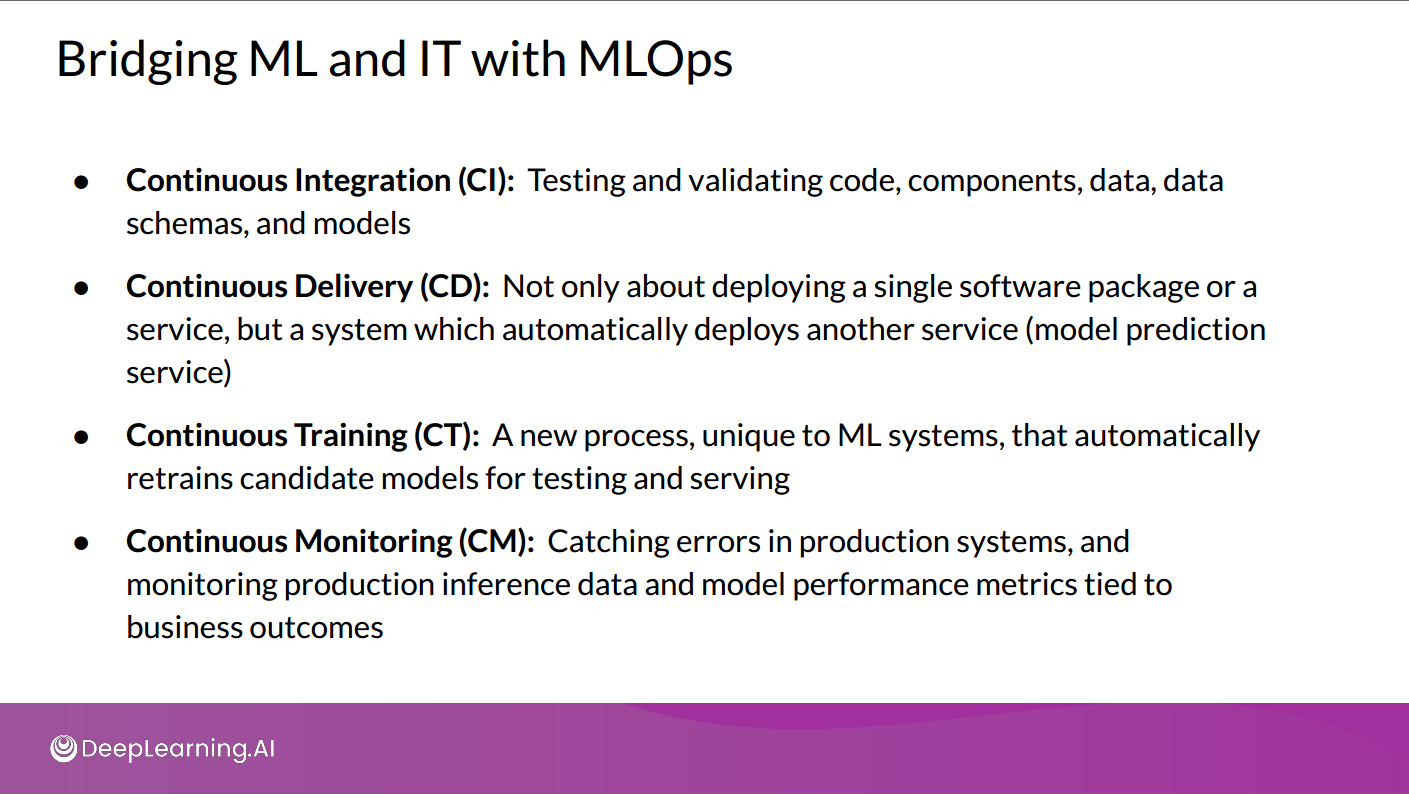 Bridging ML and IT with MLOps
● Continuous Integration (CI): Testing and validating code, components, data, data
schemas, and models
● Continuous Delivery (CD): Not only about deploying a single software package or a
service, but a system which automatically deploys another service (model prediction
service)
● Continuous Training (CT): A new process, unique to ML systems, that automatically
retrains candidate models for testing and serving
● Continuous Monitoring (CM): Catching errors in production systems, and
monitoring production inference data and model performance metrics tied to
business outcomes
DeepLearning.AI